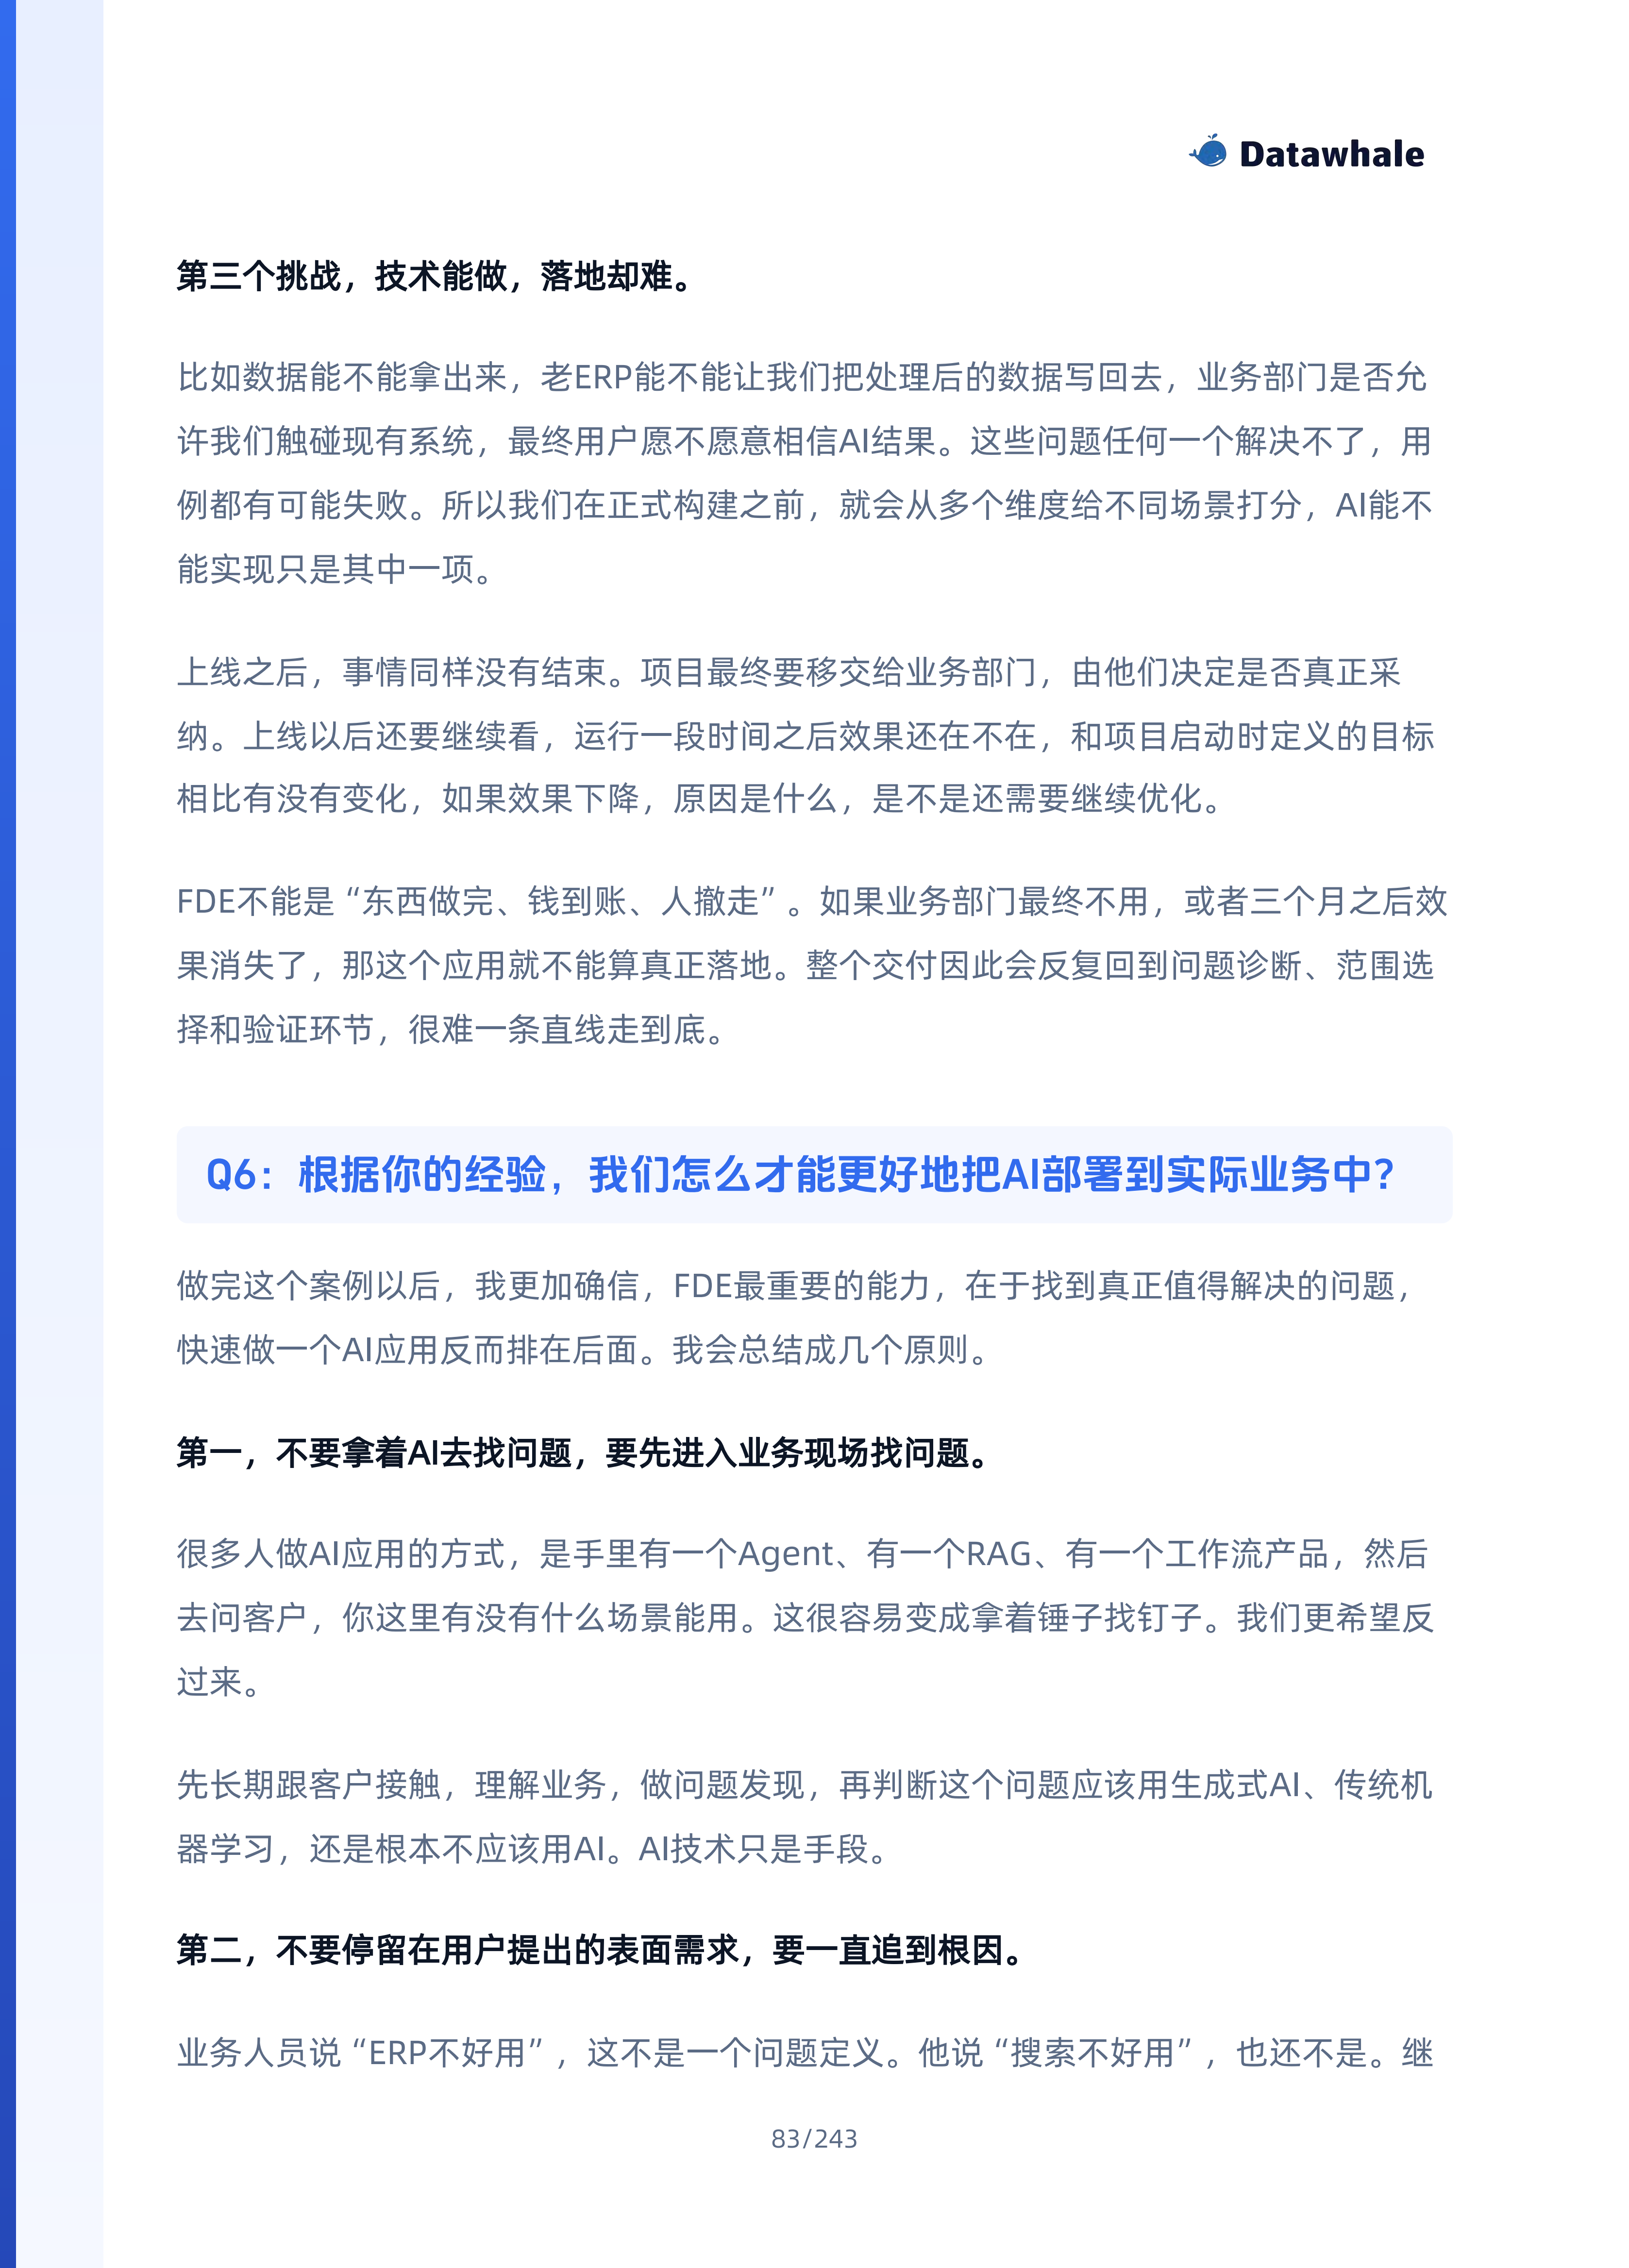 Datawhale
第三个挑战，技术能做，落地却难。
比如数据能不能拿出来，老ERP能不能让我们把处理后的数据写回去，业务部门是否允
许我们触碰现有系统，最终用户愿不愿意相信AI结果。这些问题任何一个解决不了，用
例都有可能失败。所以我们在正式构建之前，就会从多个维度给不同场景打分，AI能不
能实现只是其中一项。
上线之后，事情同样没有结束。项目最终要移交给业务部门，由他们决定是否真正采
纳。上线以后还要继续看，运行一段时间之后效果还在不在，和项目启动时定义的目标
相比有没有变化，如果效果下降，原因是什么，是不是还需要继续优化。
FDE不能是“东西做完、钱到账、人撤走”。如果业务部门最终不用，或者三个月之后效
果消失了，那这个应用就不能算真正落地。整个交付因此会反复回到问题诊断、范围选
择和验证环节，很难一条直线走到底。
Q6：根据你的经验，我们怎么才能更好地把AI部署到实际业务中？
做完这个案例以后，我更加确信，FDE最重要的能力，在于找到真正值得解决的问题，
快速做一个AI应用反而排在后面。我会总结成几个原则。
第一，不要拿着AI去找问题，要先进入业务现场找问题。
很多人做AI应用的方式，是手里有一个Agent、有一个RAG、有一个工作流产品，然后
去问客户，你这里有没有什么场景能用。这很容易变成拿着锤子找钉子。我们更希望反
过来。
先长期跟客户接触，理解业务，做问题发现，再判断这个问题应该用生成式AI、传统机
器学习，还是根本不应该用AI。AI技术只是手段。
第二，不要停留在用户提出的表面需求，要一直追到根因。
业务人员说“ERP不好用”，这不是一个问题定义。他说“搜索不好用”，也还不是。继
83/243